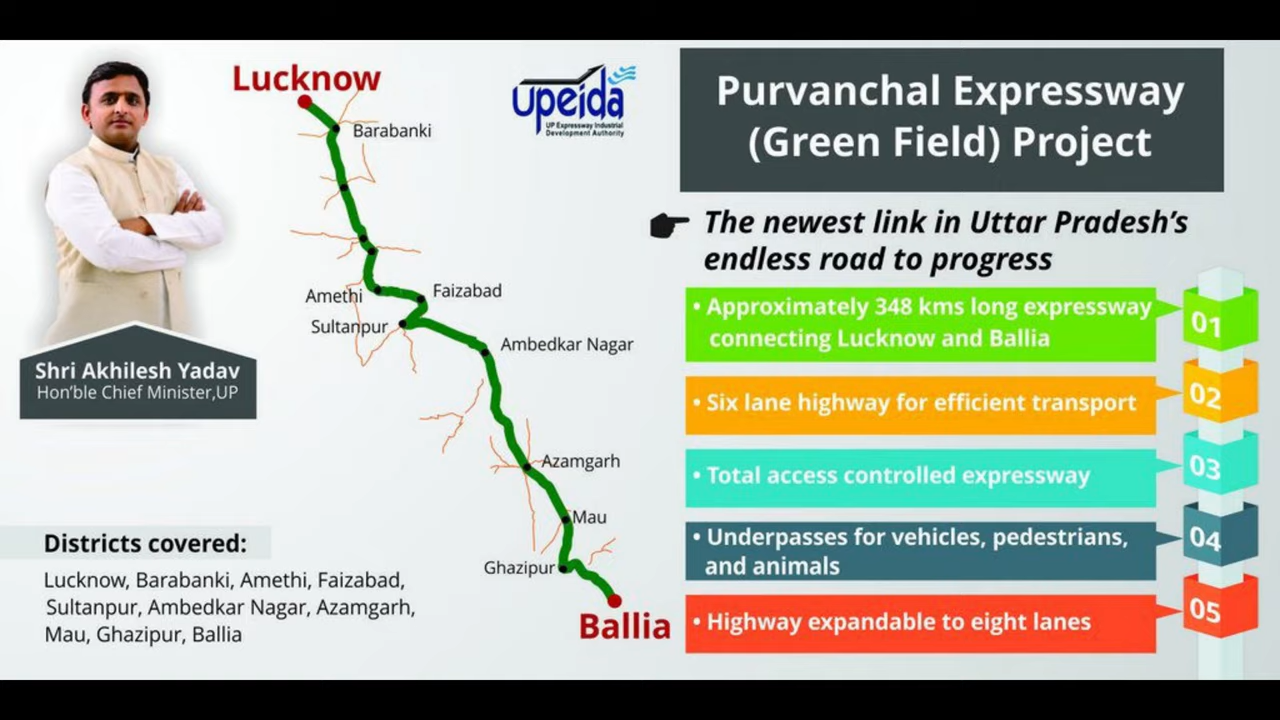 Lucknow
Barabanki
Amethi
Faizabad
Sultanpur
Ambedkar Nagar
Azamgarh
Mau
Ghazipur
Ballia
upeida
UP Expressway Industrial
Development Authority
Shri Akhilesh Yadav
Hon'ble Chief Minister,UP
Districts covered:
Lucknow, Barabanki, Amethi, Faizabad,
Sultanpur, Ambedkar Nagar, Azamgarh,
Mau, Ghazipur, Ballia
Purvanchal Expressway
(Green Field) Project
The newest link in Uttar Pradesh's
endless road to progress
• Approximately 348 kms long expressway
connecting Lucknow and Ballia
01
• Six lane highway for efficient transport
02
• Total access controlled expressway
03
• Underpasses for vehicles, pedestrians,
and animals
04
• Highway expandable to eight lanes
05